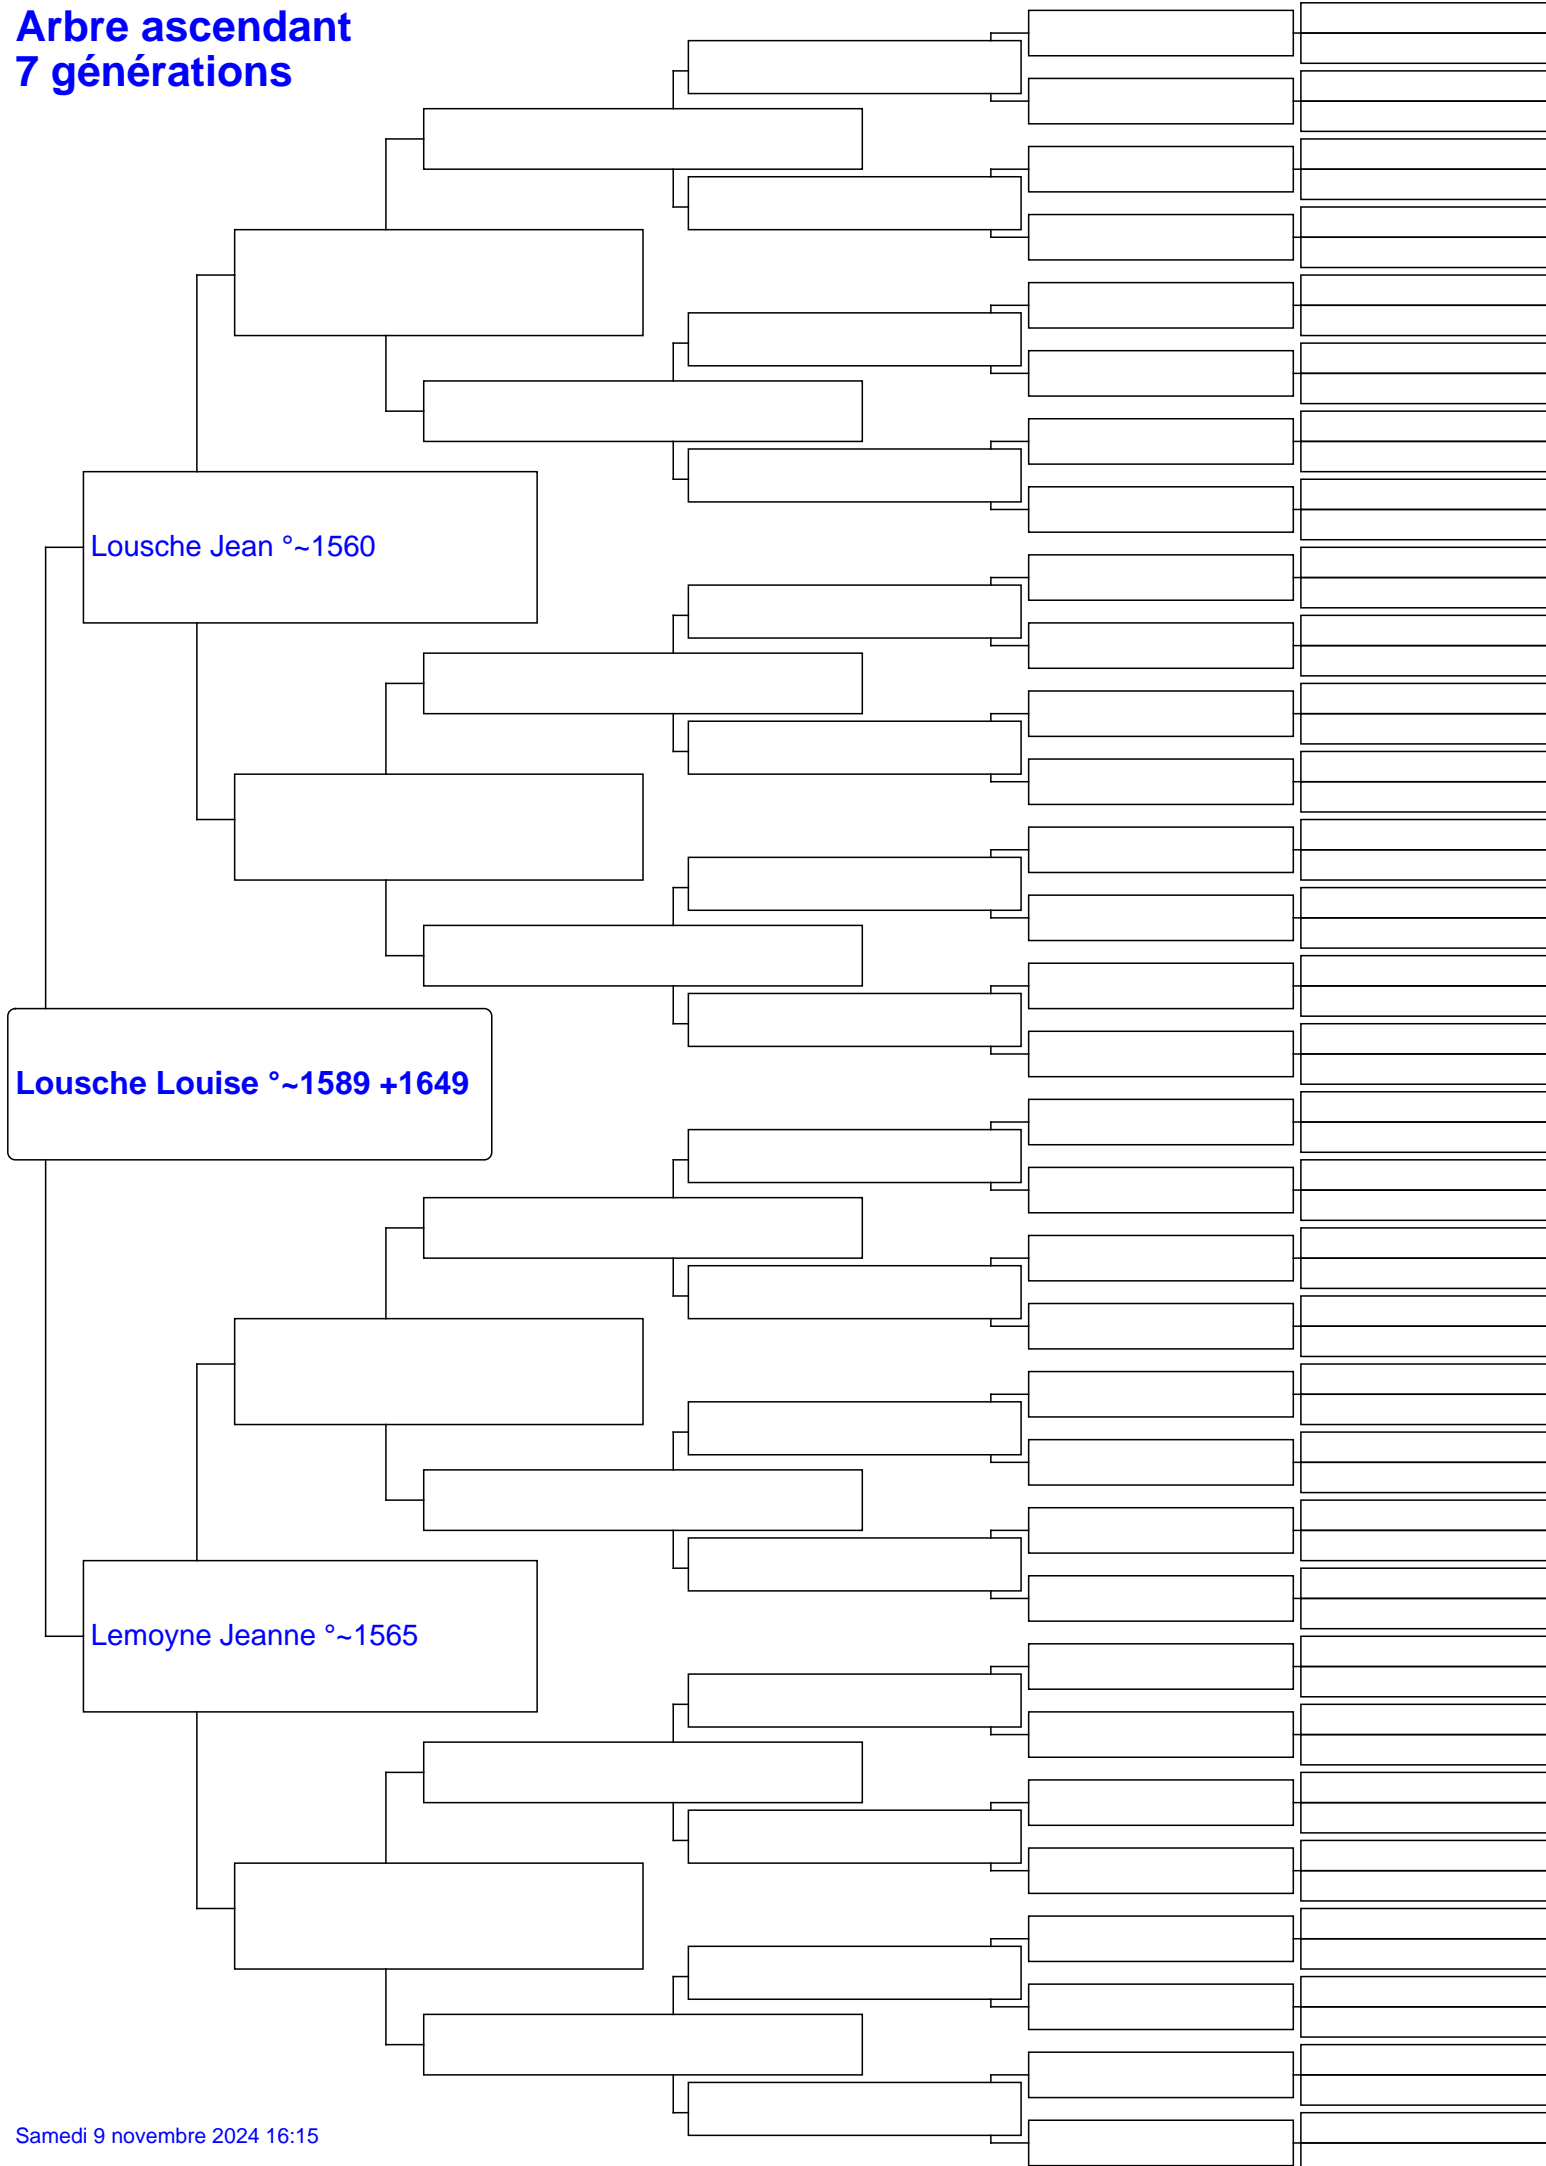 Arbre ascendant
7 générations
Lousche Jean °~1560
Lousche Louise °~1589 +1649
Lemoyne Jeanne °~1565
Samedi 9 novembre 2024 16:15